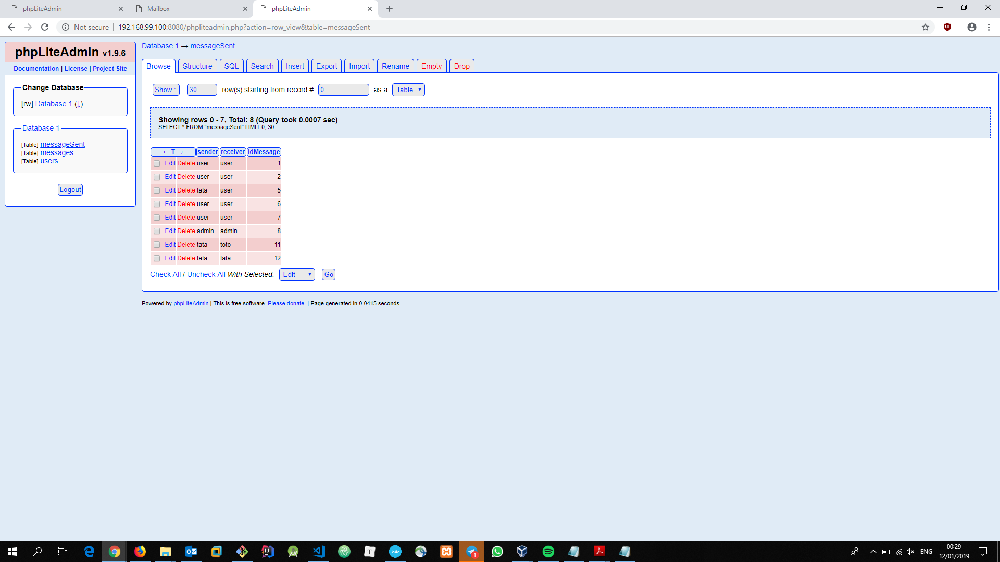 phpLiteAdmin
Mailbox
phpLiteAdmin
Not secure
192.168.99.100:8080/phpliteadmin.php?action=row_view&table=messageSent
phpLiteAdmin v1.9.6
Documentation | License | Project Site
Change Database
[rw] Database 1 (↓)
Database 1
[Table] messageSent
[Table] messages
[Table] users
Logout
Database 1 → messageSent
Browse Structure SQL Search Insert Export Import Rename Empty Drop
Show : 30 row(s) starting from record # 0 as a Table
Showing rows 0 - 7, Total: 8 (Query took 0.0007 sec)
SELECT * FROM "messageSent" LIMIT 0, 30
← T → sender receiver idMessage
Edit Delete user user 1
Edit Delete user user 2
Edit Delete tata user 5
Edit Delete user user 6
Edit Delete user user 7
Edit Delete admin admin 8
Edit Delete tata toto 11
Edit Delete tata tata 12
Check All / Uncheck All With Selected: Edit Go
Powered by phpLiteAdmin | This is free software. Please donate. | Page generated in 0.0415 seconds.
ENG
00:29
12/01/2019